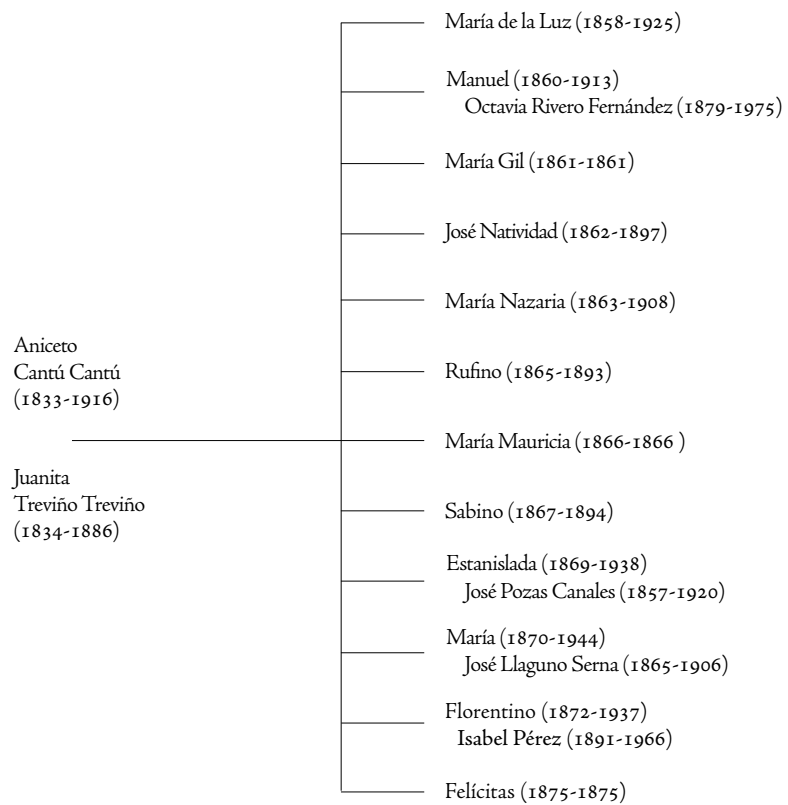 Aniceto
Cantú Cantú
(1833-1916)
Juanita
Treviño Treviño
(1834-1886)
María de la Luz (1858-1925)
Manuel (1860-1913)
Octavia Rivero Fernández (1879-1975)
María Gil (1861-1861)
José Natividad (1862-1897)
María Nazaria (1863-1908)
Rufino (1865-1893)
María Mauricia (1866-1866 )
Sabino (1867-1894)
Estanislada (1869-1938)
José Pozas Canales (1857-1920)
María (1870-1944)
José Llaguno Serna (1865-1906)
Florentino (1872-1937)
Isabel Pérez (1891-1966)
Felícitas (1875-1875)